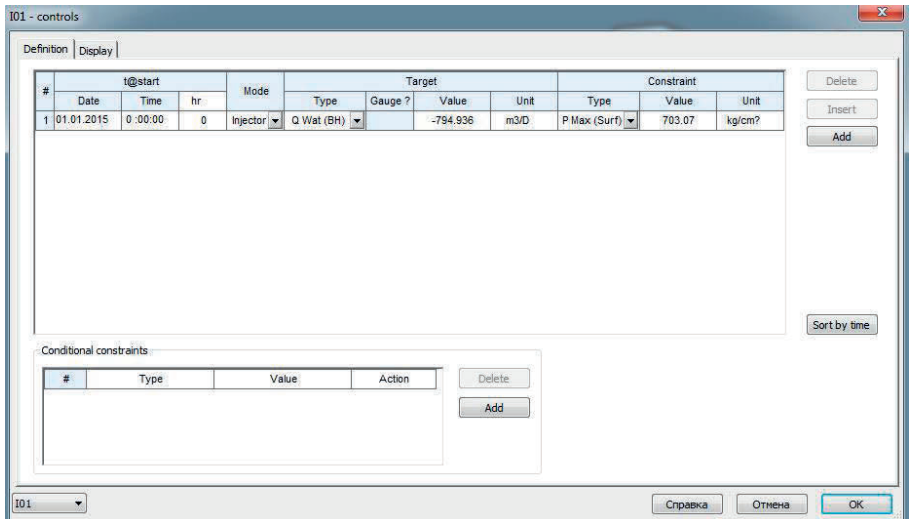 I01 - controls
Definition Display
# t@start Mode Target Constraint Delete
Date Time hr Type Gauge ? Value Unit Type Value Unit
1 01.01.2015 0 :00:00 0 Injector Q Wat (BH) -794.936 m3/D P Max (Surf) 703.07 kg/cm?
Insert
Add
Sort by time
Conditional constraints
# Type Value Action Delete
Add
I01 Справка Отмена OK